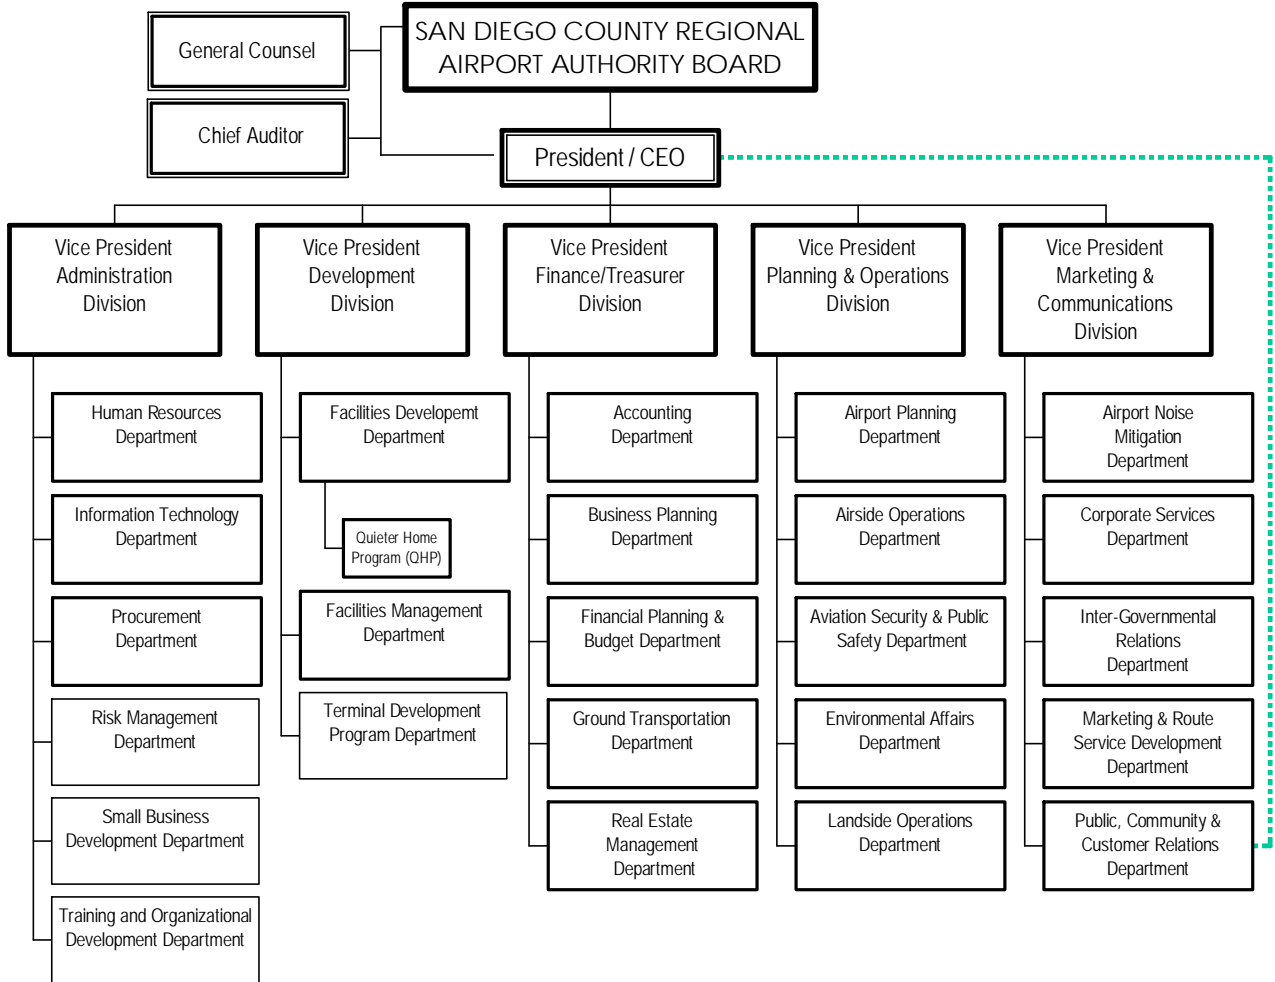 SAN DIEGO COUNTY REGIONAL
AIRPORT AUTHORITY BOARD
General Counsel
Chief Auditor
President / CEO
Vice President
Administration
Division
Vice President
Development
Division
Vice President
Finance/Treasurer
Division
Vice President
Planning & Operations
Division
Vice President
Marketing &
Communications
Division
Human Resources
Department
Information Technology
Department
Procurement
Department
Risk Management
Department
Small Business
Development Department
Training and Organizational
Development Department
Facilities Developemt
Department
Quieter Home
Program (QHP)
Facilities Management
Department
Terminal Development
Program Department
Accounting
Department
Business Planning
Department
Financial Planning &
Budget Department
Ground Transportation
Department
Real Estate
Management
Department
Airport Planning
Department
Airside Operations
Department
Aviation Security & Public
Safety Department
Environmental Affairs
Department
Landside Operations
Department
Airport Noise
Mitigation
Department
Corporate Services
Department
Inter-Governmental
Relations
Department
Marketing & Route
Service Development
Department
Public, Community &
Customer Relations
Department